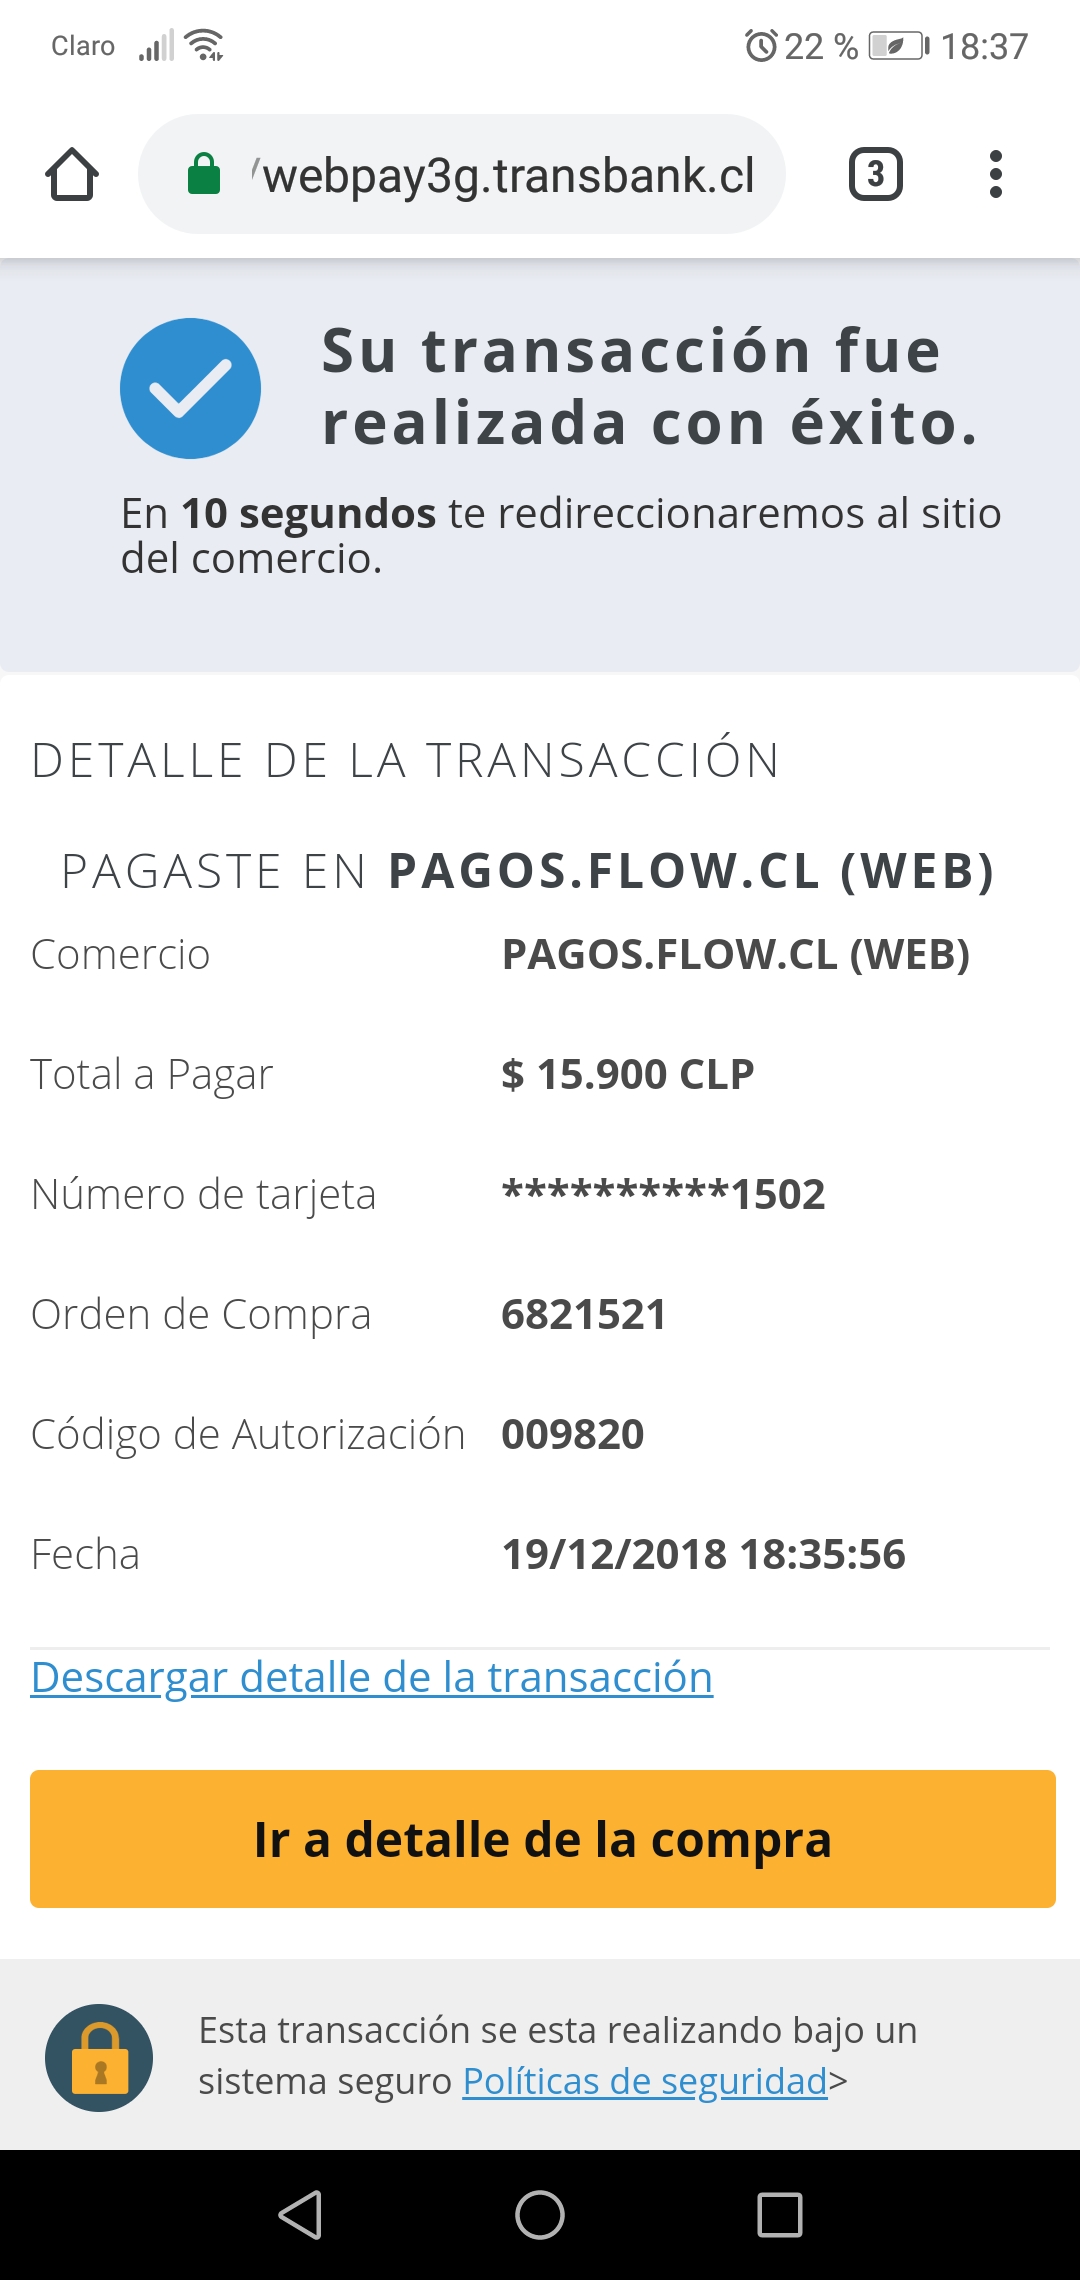 Claro 22 % 18:37
webpay3g.transbank.cl 3
Su transacción fue
realizada con éxito.
En 10 segundos te redireccionaremos al sitio
del comercio.
DETALLE DE LA TRANSACCIÓN
PAGASTE EN PAGOS.FLOW.CL (WEB)
Comercio PAGOS.FLOW.CL (WEB)
Total a Pagar $ 15.900 CLP
Número de tarjeta **********1502
Orden de Compra 6821521
Código de Autorización 009820
Fecha 19/12/2018 18:35:56
Descargar detalle de la transacción
Ir a detalle de la compra
Esta transacción se esta realizando bajo un
sistema seguro Políticas de seguridad>